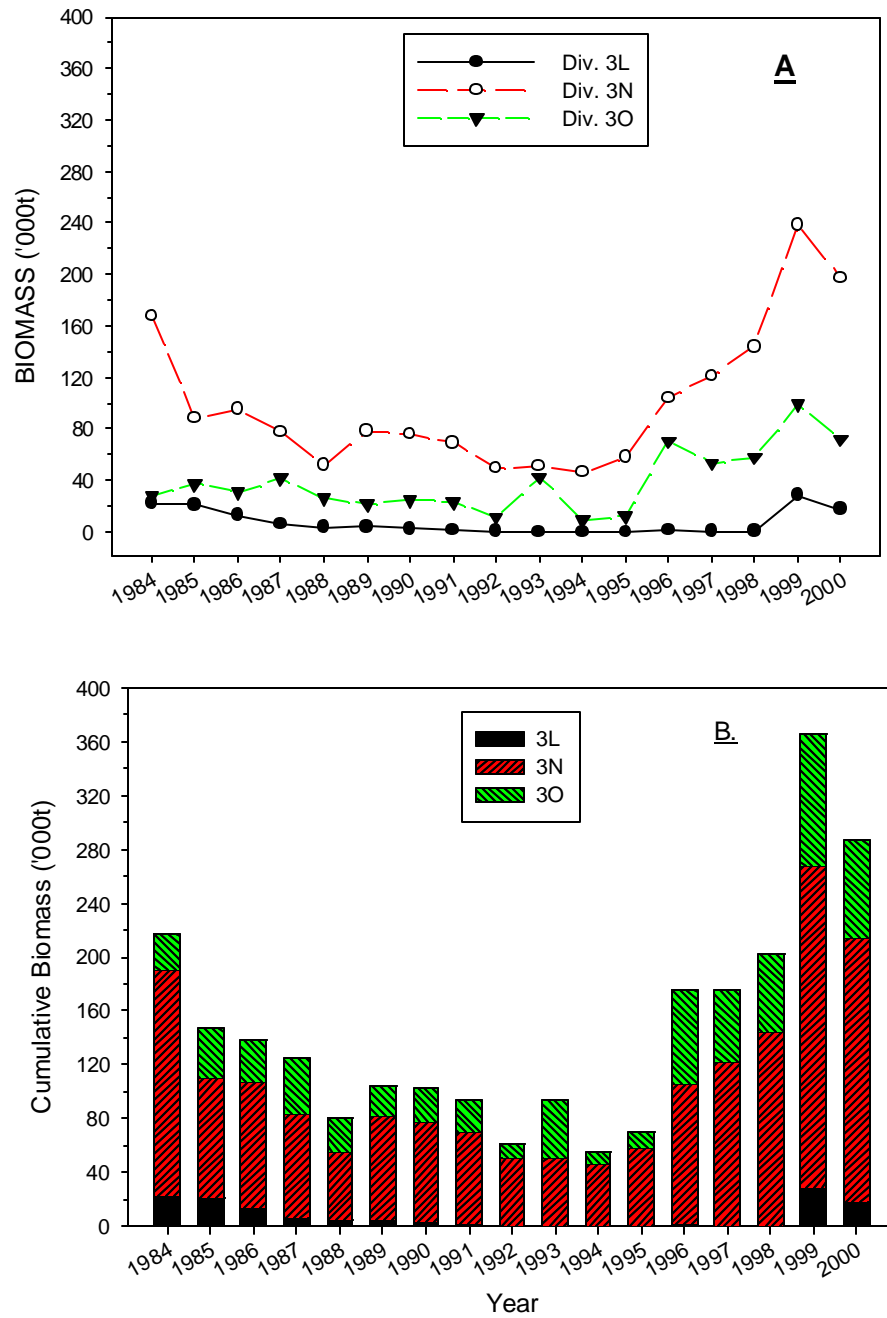 400
360
320
280
240
200
160
120
80
40
0
BIOMASS ('000t)
Div. 3L
Div. 3N
Div. 3O
A
1984 1985 1986 1987 1988 1989 1990 1991 1992 1993 1994 1995 1996 1997 1998 1999 2000
400
360
320
280
240
200
160
120
80
40
0
Cumulative Biomass ('000t)
3L
3N
3O
B.
1984 1985 1986 1987 1988 1989 1990 1991 1992 1993 1994 1995 1996 1997 1998 1999 2000
Year